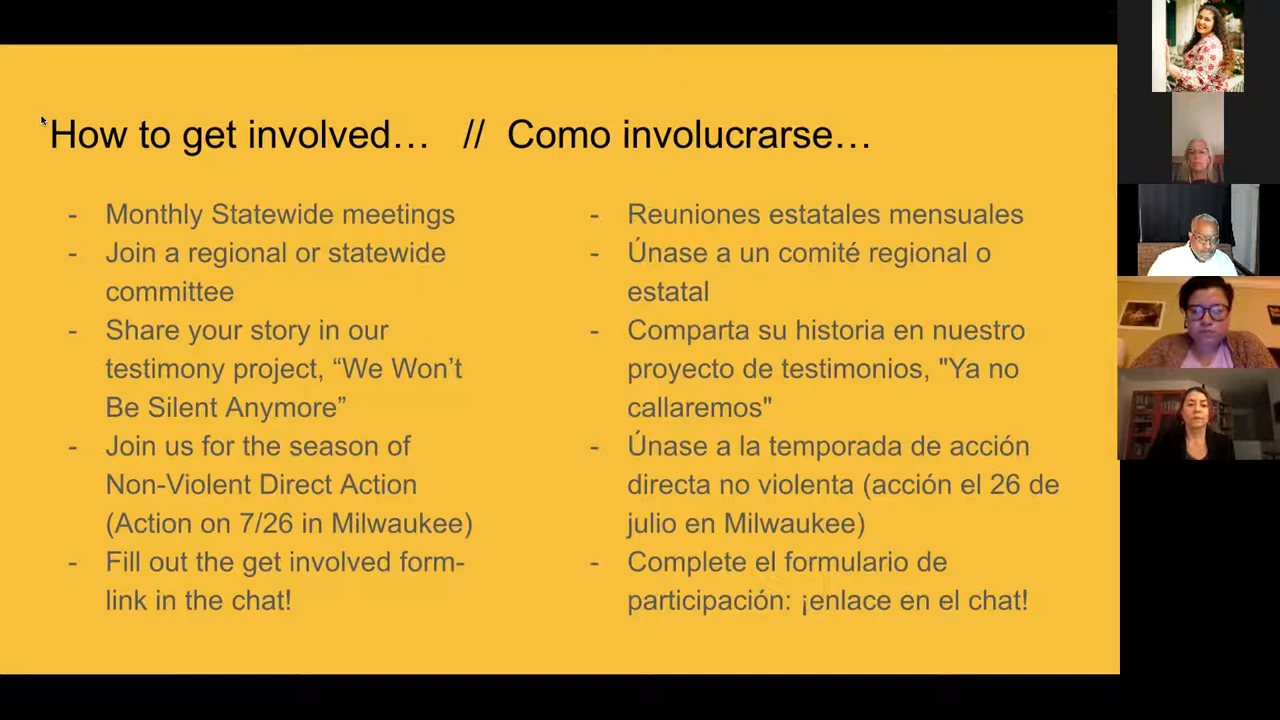 How to get involved… // Como involucrarse…
- Monthly Statewide meetings
- Join a regional or statewide
committee
- Share your story in our
testimony project, “We Won’t
Be Silent Anymore”
- Join us for the season of
Non-Violent Direct Action
(Action on 7/26 in Milwaukee)
- Fill out the get involved form-
link in the chat!
- Reuniones estatales mensuales
- Únase a un comité regional o
estatal
- Comparta su historia en nuestro
proyecto de testimonios, "Ya no
callaremos"
- Únase a la temporada de acción
directa no violenta (acción el 26 de
julio en Milwaukee)
- Complete el formulario de
participación: ¡enlace en el chat!